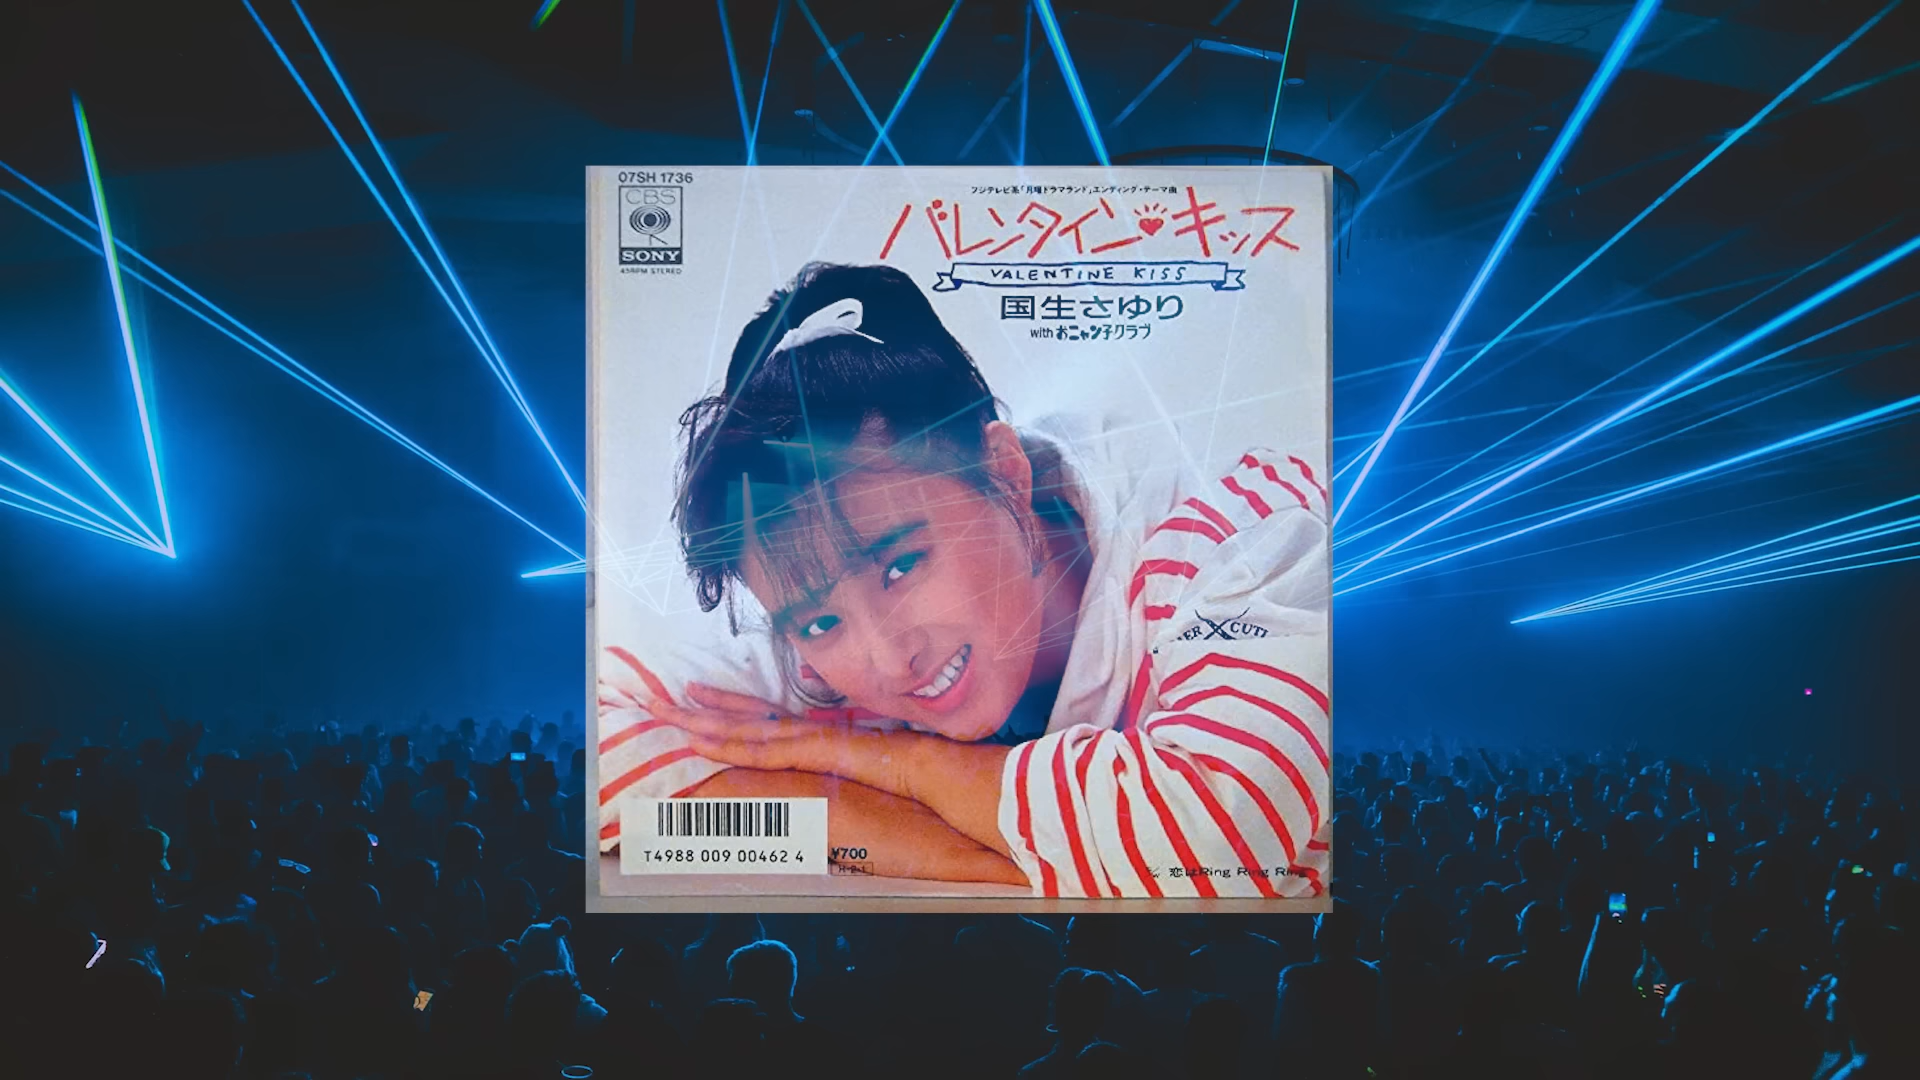 07SH 1736
CBS
SONY
45RPM STEREO
フジテレビ系「月曜ドラマランド」エンディング・テーマ曲
バレンタイン・キッス
VALENTINE KISS
国生さゆり
with おニャン子クラブ
T4988 009 00462 4
¥700
恋はRing Ring Ring